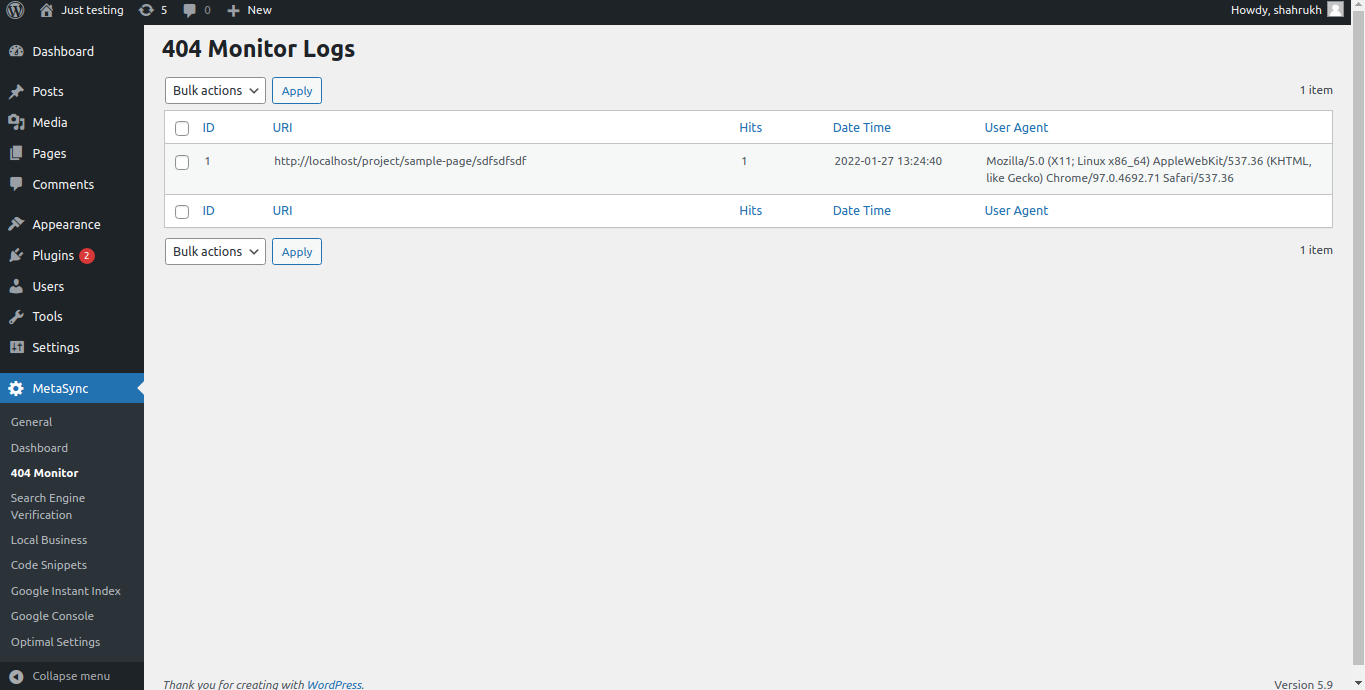 Just testing 5 0 New Howdy, shahrukh
Dashboard
Posts
Media
Pages
Comments
Appearance
Plugins 2
Users
Tools
Settings
MetaSync
General
Dashboard
404 Monitor
Search Engine
Verification
Local Business
Code Snippets
Google Instant Index
Google Console
Optimal Settings
Collapse menu
404 Monitor Logs
Bulk actions Apply 1 item
ID URI Hits Date Time User Agent
1 http://localhost/project/sample-page/sdfsdfsdf 1 2022-01-27 13:24:40 Mozilla/5.0 (X11; Linux x86_64) AppleWebKit/537.36 (KHTML,
like Gecko) Chrome/97.0.4692.71 Safari/537.36
ID URI Hits Date Time User Agent
Bulk actions Apply 1 item
Thank you for creating with WordPress. Version 5.9